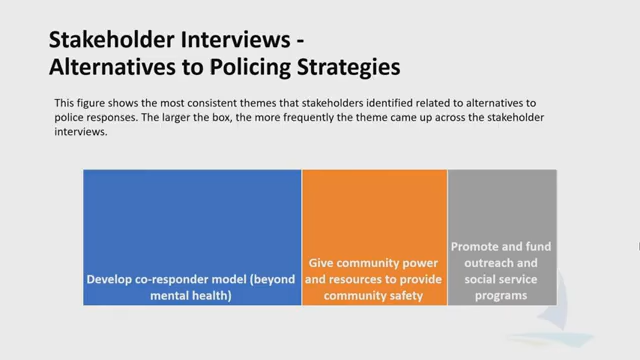 Stakeholder Interviews -
Alternatives to Policing Strategies
This figure shows the most consistent themes that stakeholders identified related to alternatives to
police responses. The larger the box, the more frequently the theme came up across the stakeholder
interviews.
Develop co-responder model (beyond
mental health)
Give community power
and resources to provide
community safety
Promote and fund
outreach and
social service
programs